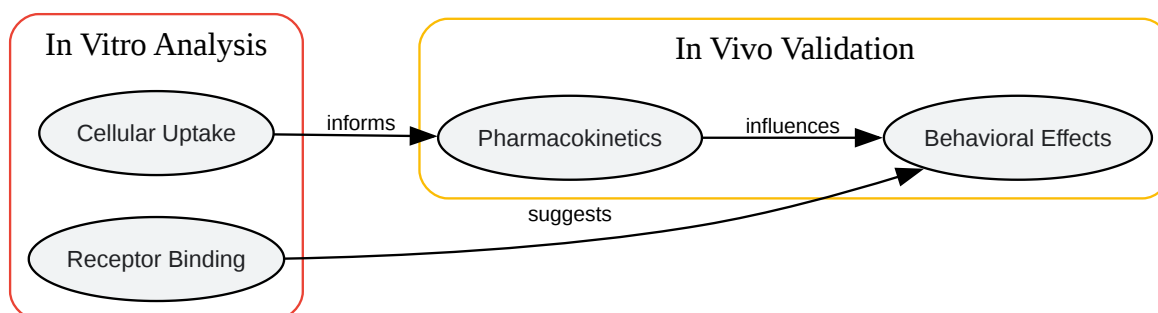 In Vitro Analysis
In Vivo Validation
Cellular Uptake
informs
Pharmacokinetics
influences
Behavioral Effects
suggests
Receptor Binding